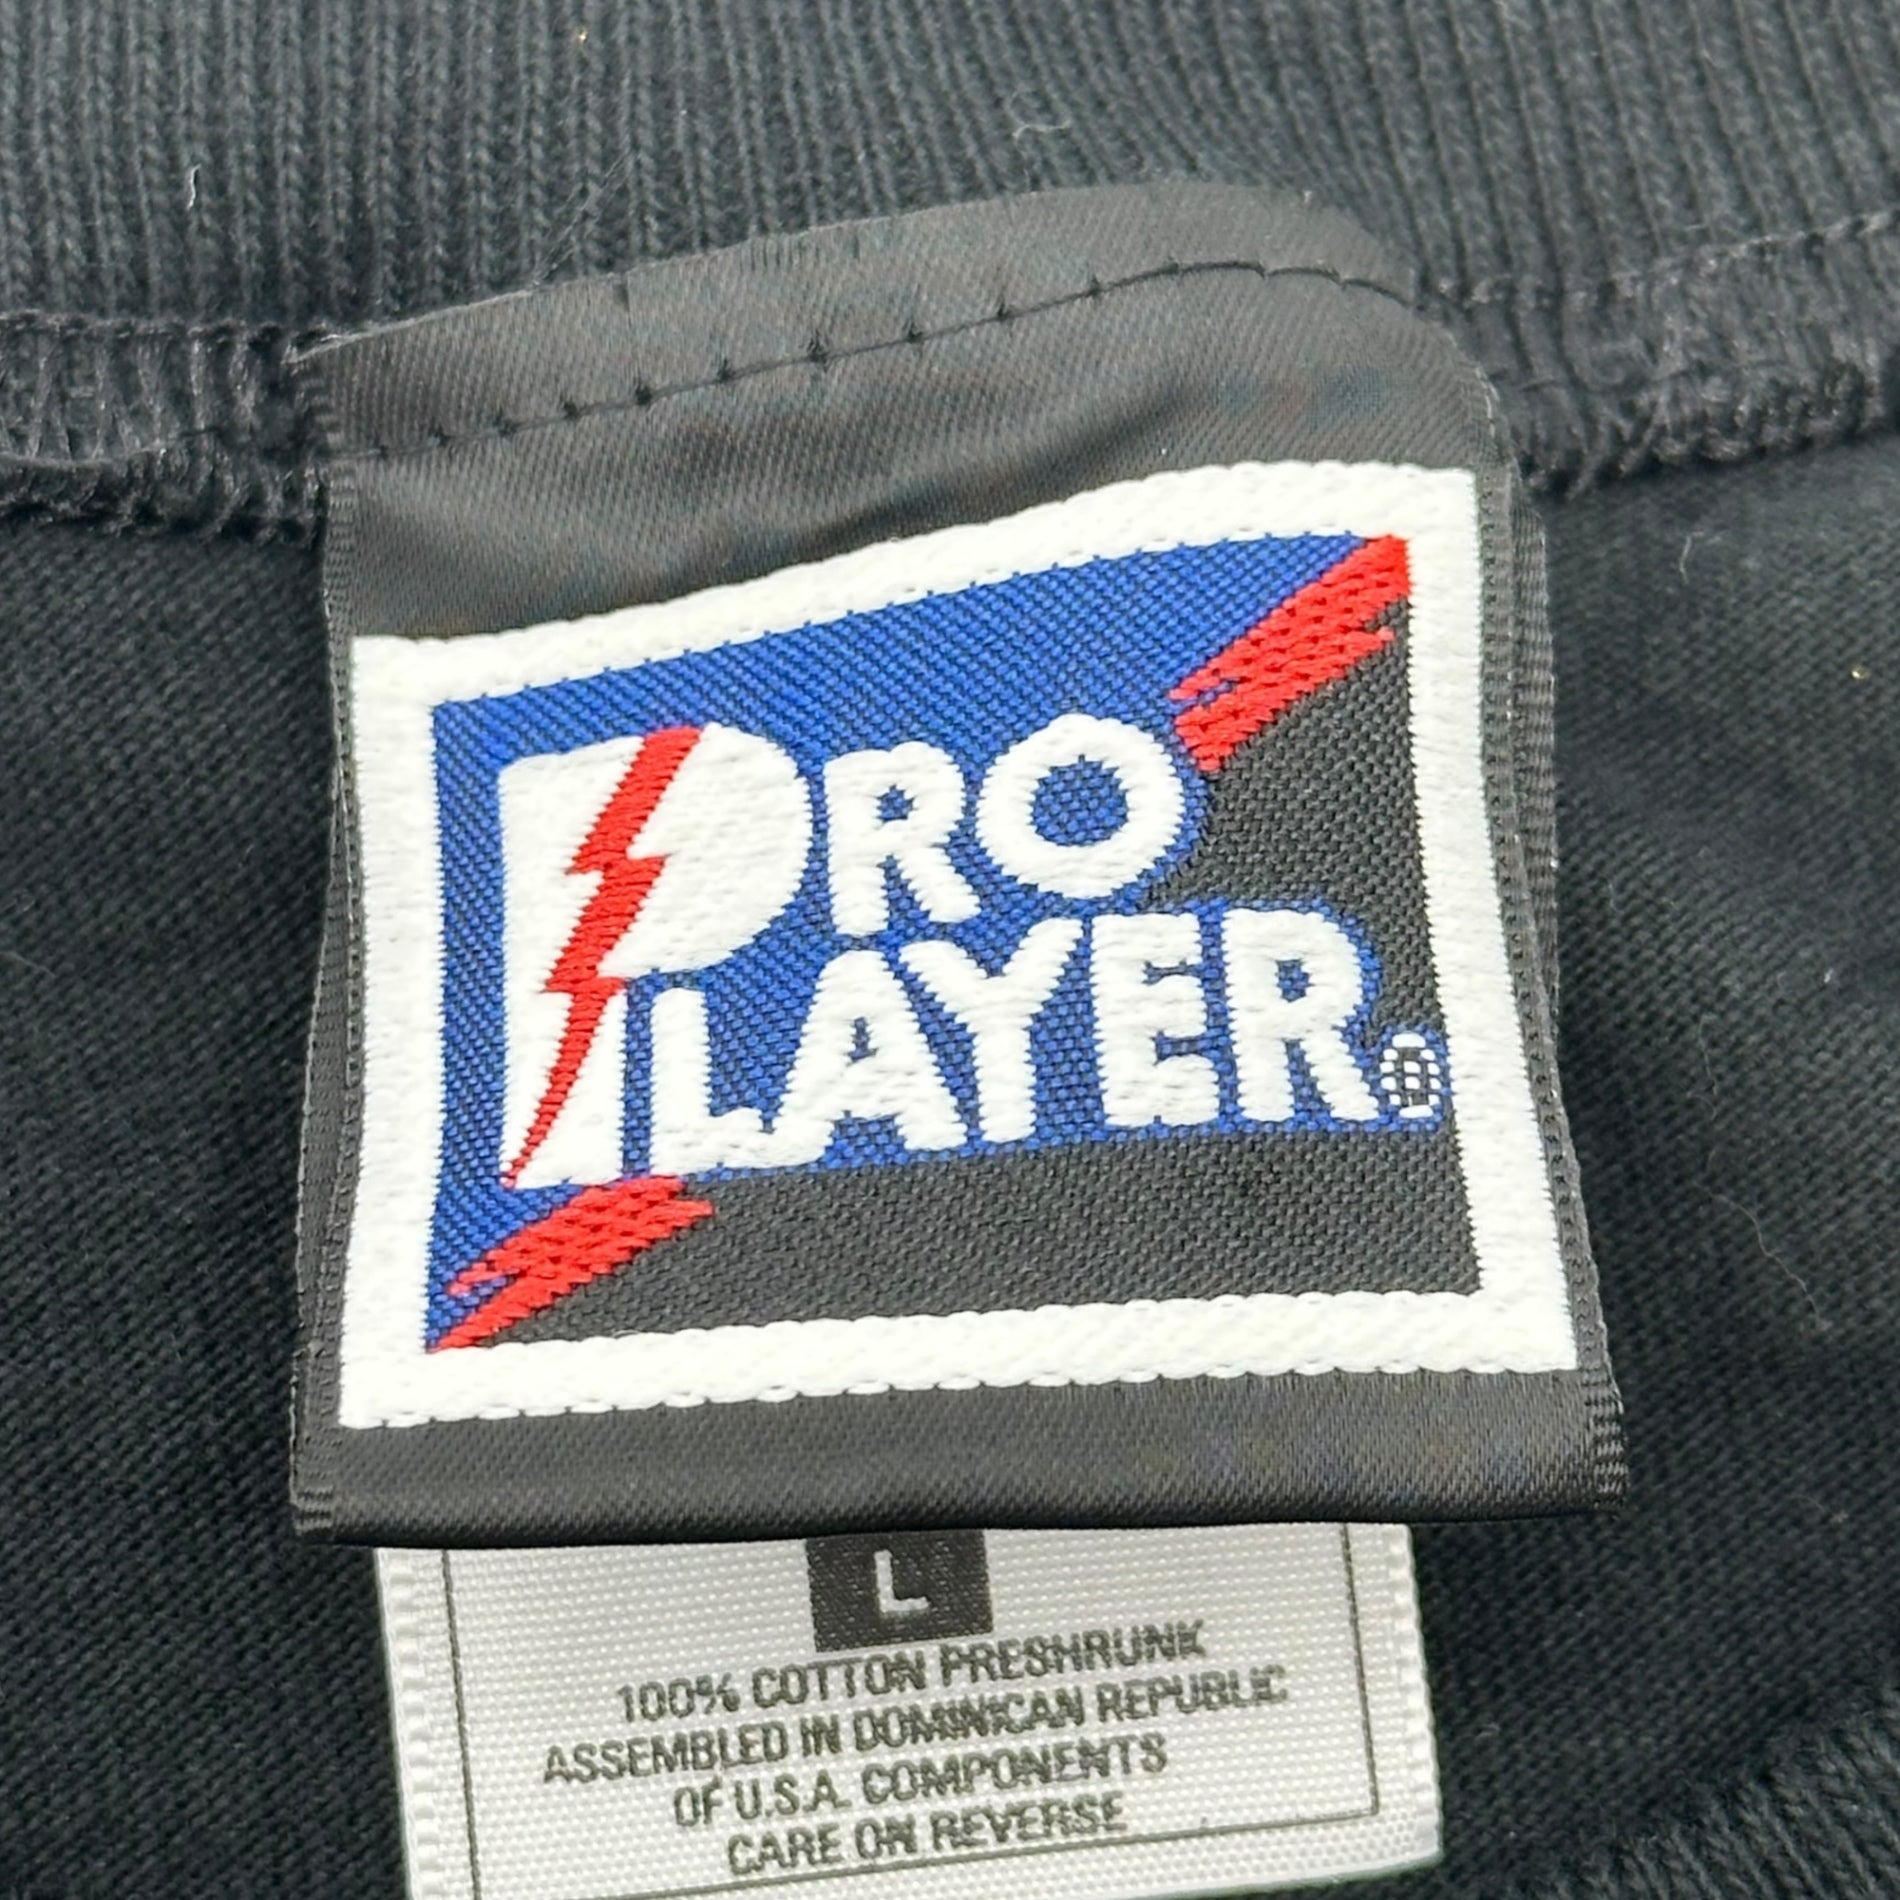 PRO
PLAYER®
L
100% COTTON PRESHRUNK
ASSEMBLED IN DOMINICAN REPUBLIC
OF U.S.A. COMPONENTS
CARE ON REVERSE